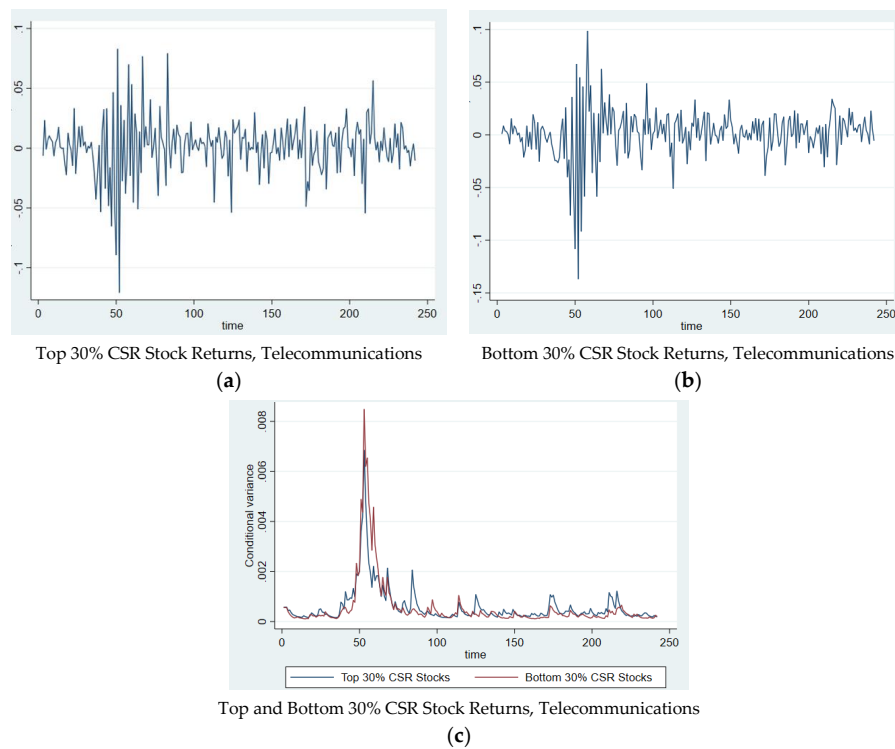 .1
.05
0
-.05
-.1
0 50 100 150 200 250
time
Top 30% CSR Stock Returns, Telecommunications
(a)
.1
.05
0
-.05
-.1
-.15
0 50 100 150 200 250
time
Bottom 30% CSR Stock Returns, Telecommunications
(b)
Conditional variance
.008
.006
.004
.002
0
0 50 100 150 200 250
time
Top 30% CSR Stocks Bottom 30% CSR Stocks
Top and Bottom 30% CSR Stock Returns, Telecommunications
(c)